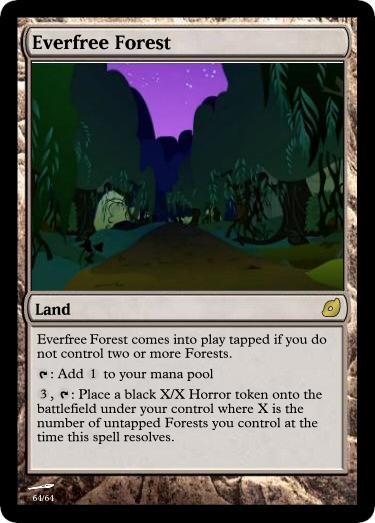 Everfree Forest
Land
Everfree Forest comes into play tapped if you do
not control two or more Forests.
: Add 1 to your mana pool
3 , : Place a black X/X Horror token onto the
battlefield under your control where X is the
number of untapped Forests you control at the
time this spell resolves.
64/64